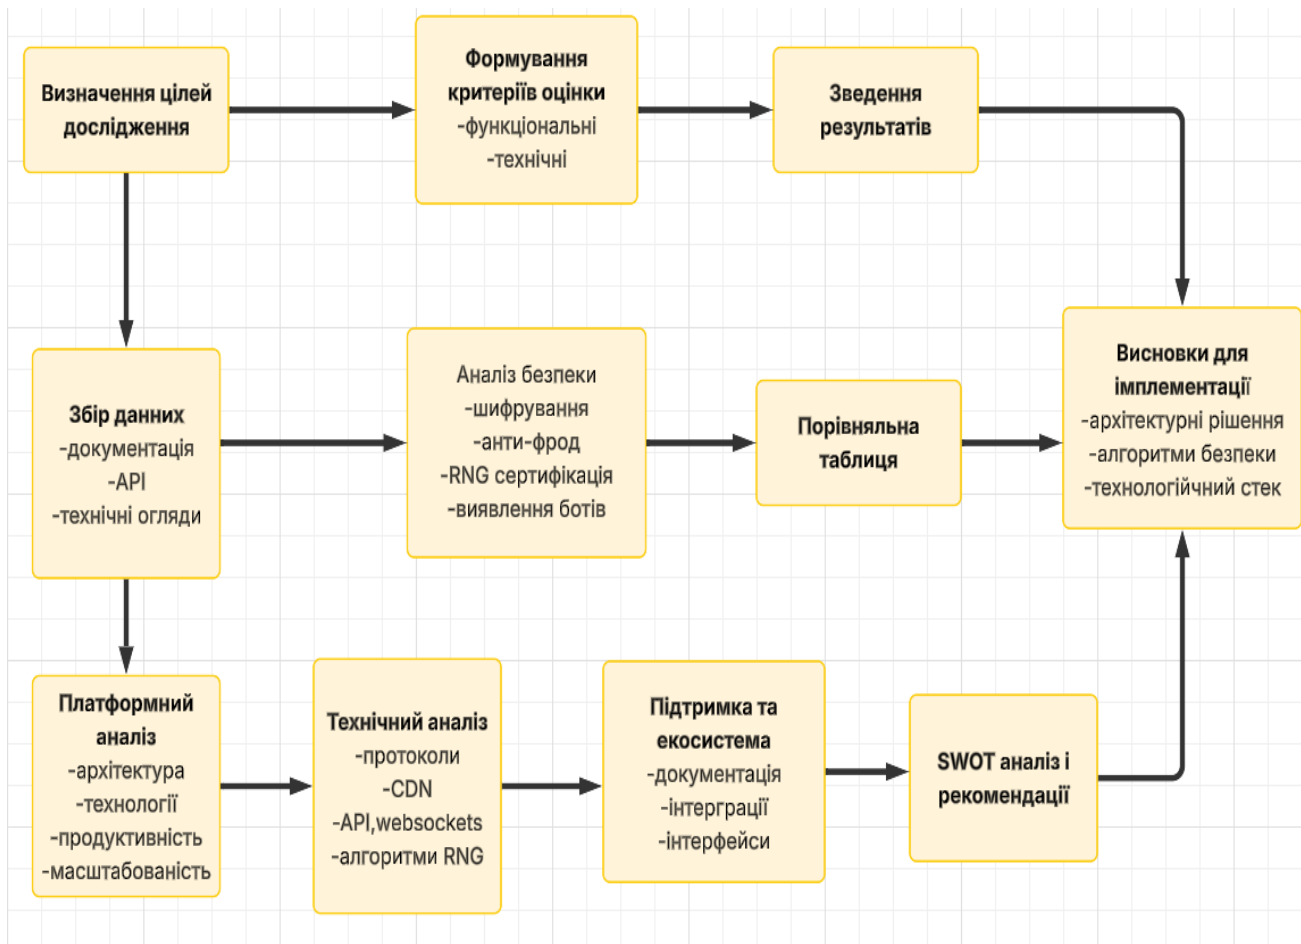 Визначення цілей
дослідження
Формування
критеріїв оцінки
-функціональні
-технічні
Зведення
результатів
Збір данних
-документація
-API
-технічні огляди
Аналіз безпеки
-шифрування
-анти-фрод
-RNG сертифікація
-виявлення ботів
Порівняльна
таблиця
Висновки для
імплементації
-архітектурні рішення
-алгоритми безпеки
-технологійчний стек
Платформний
аналіз
-архітектура
-технології
-продуктивність
-масштабованість
Технічний аналіз
-протоколи
-CDN
-API,websockets
-алгоритми RNG
Підтримка та
екосистема
-документація
-інтерграції
-інтерфейси
SWOT аналіз і
рекомендації